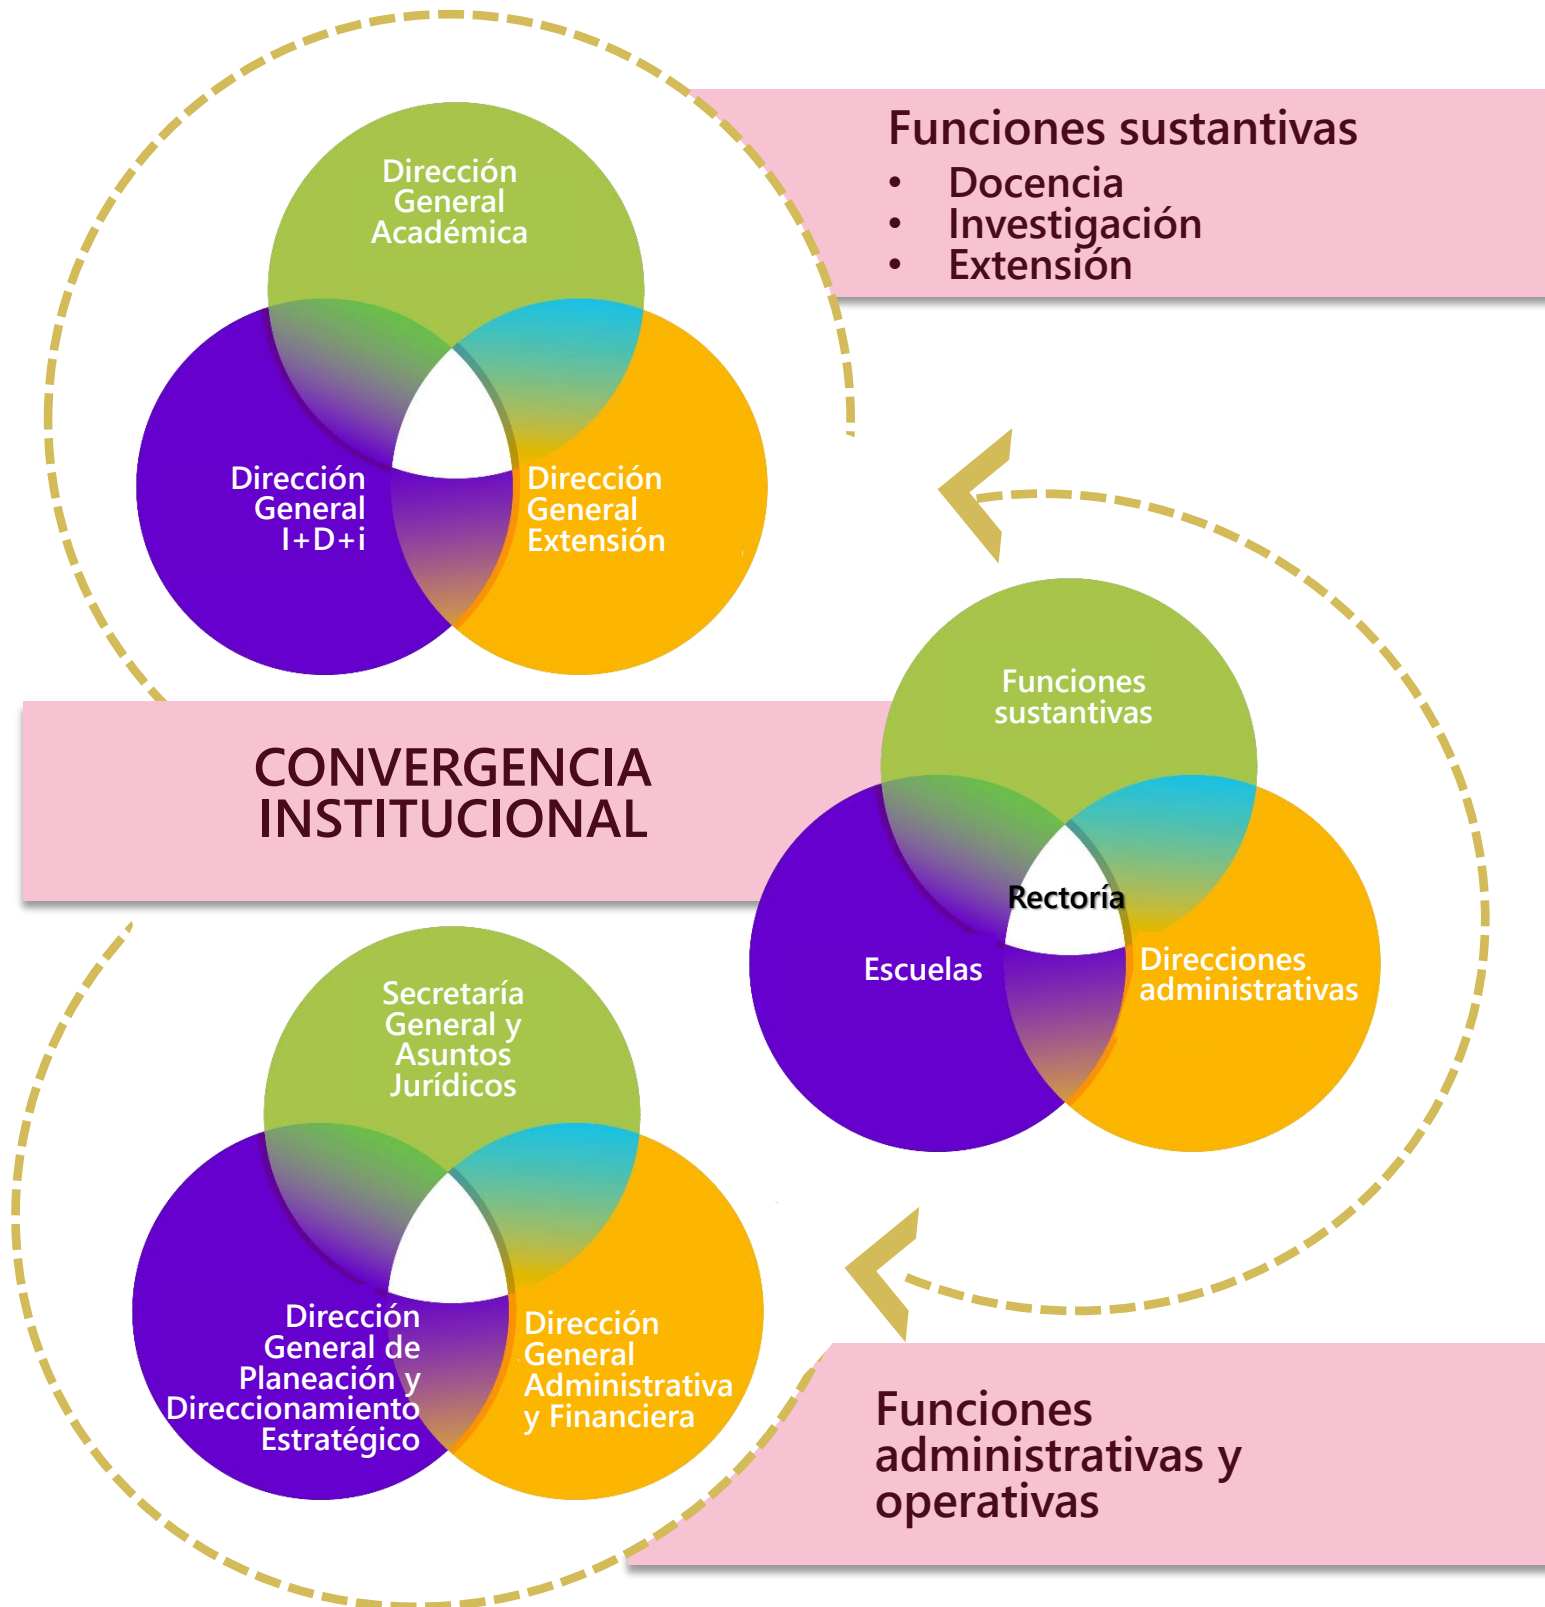 Funciones sustantivas
• Docencia
• Investigación
• Extensión
Dirección
General
Académica
Dirección
General
I+D+i
Dirección
General
Extensión
CONVERGENCIA
INSTITUCIONAL
Funciones
sustantivas
Rectoría
Escuelas
Direcciones
administrativas
Secretaría
General y
Asuntos
Jurídicos
Dirección
General de
Planeación y
Direccionamiento
Estratégico
Dirección
General
Administrativa
y Financiera
Funciones
administrativas y
operativas